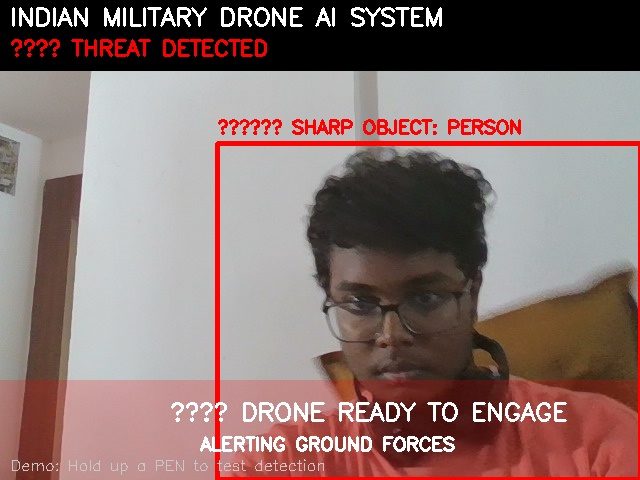 INDIAN MILITARY DRONE AI SYSTEM
???? THREAT DETECTED
?????? SHARP OBJECT: PERSON
???? DRONE READY TO ENGAGE
ALERTING GROUND FORCES
Demo: Hold up a PEN to test detection